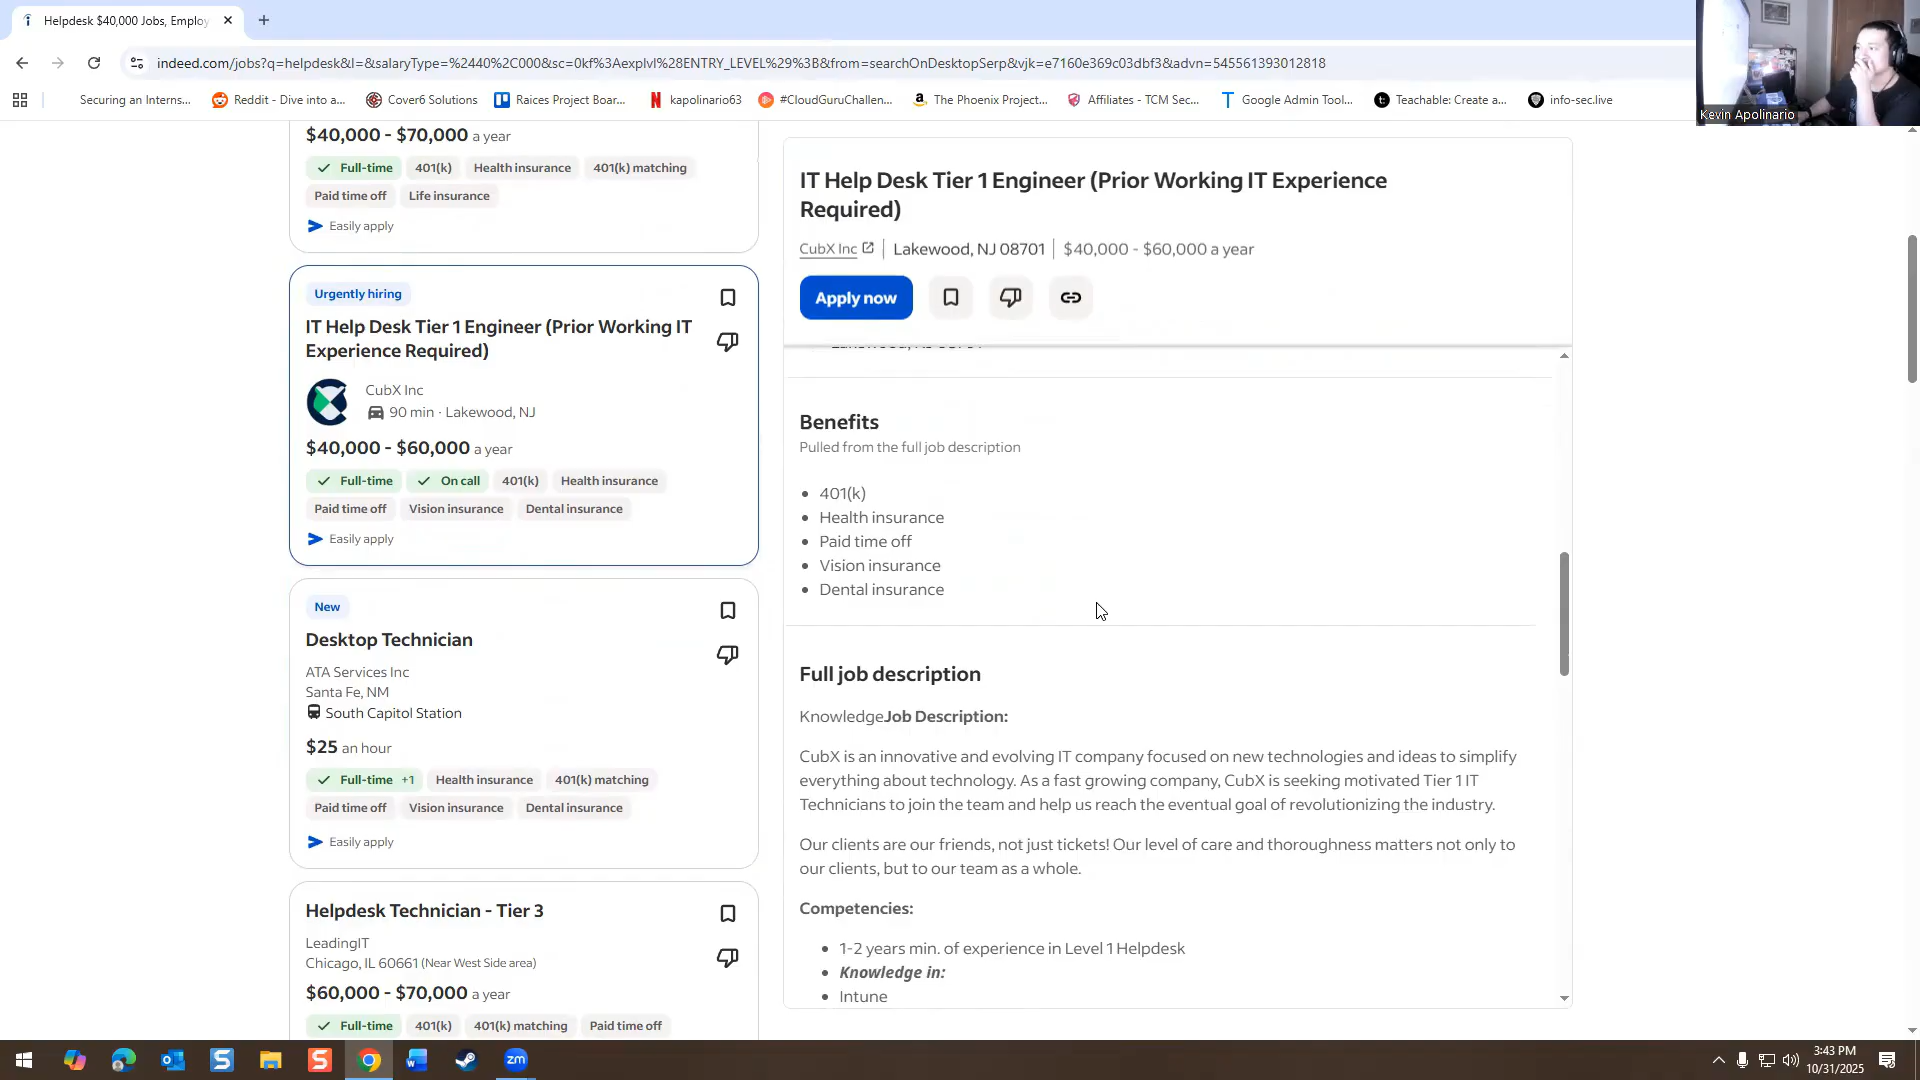 Helpdesk $40,000 Jobs, Employ
indeed.com/jobs?q=helpdesk&l=&salaryType=%2440%2C000&sc=0kf%3Aexplvl%28ENTRY_LEVEL%29%3B&from=searchOnDesktopSerp&vjk=e7160e369c03dbf3&advn=545561393012818
Securing an Interns...
Reddit - Dive into a...
Cover6 Solutions
Raices Project Boar...
kapolinario63
#CloudGuruChallen...
The Phoenix Project...
Affiliates - TCM Sec...
Google Admin Tool...
Teachable: Create a...
info-sec.live
Kevin Apolinario
$40,000 - $70,000 a year
Full-time 401(k) Health insurance 401(k) matching
Paid time off Life insurance
Easily apply
Urgently hiring
IT Help Desk Tier 1 Engineer (Prior Working IT
Experience Required)
CubX Inc
90 min · Lakewood, NJ
$40,000 - $60,000 a year
Full-time On call 401(k) Health insurance
Paid time off Vision insurance Dental insurance
Easily apply
New
Desktop Technician
ATA Services Inc
Santa Fe, NM
South Capitol Station
$25 an hour
Full-time +1 Health insurance 401(k) matching
Paid time off Vision insurance Dental insurance
Easily apply
Helpdesk Technician - Tier 3
LeadingIT
Chicago, IL 60661 (Near West Side area)
$60,000 - $70,000 a year
Full-time 401(k) 401(k) matching Paid time off
IT Help Desk Tier 1 Engineer (Prior Working IT Experience
Required)
CubX Inc Lakewood, NJ 08701 $40,000 - $60,000 a year
Apply now
Benefits
Pulled from the full job description
401(k)
Health insurance
Paid time off
Vision insurance
Dental insurance
Full job description
KnowledgeJob Description:
CubX is an innovative and evolving IT company focused on new technologies and ideas to simplify
everything about technology. As a fast growing company, CubX is seeking motivated Tier 1 IT
Technicians to join the team and help us reach the eventual goal of revolutionizing the industry.
Our clients are our friends, not just tickets! Our level of care and thoroughness matters not only to
our clients, but to our team as a whole.
Competencies:
1-2 years min. of experience in Level 1 Helpdesk
Knowledge in:
Intune
zm
3:43 PM
10/31/2025